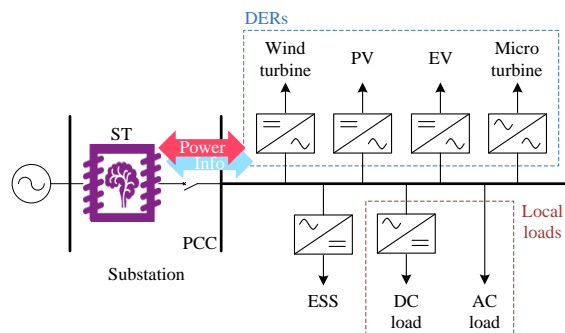 DERs
Wind
turbine
PV
EV
Micro
turbine
ST
Power
Info
PCC
Substation
Local
loads
ESS
DC
load
AC
load